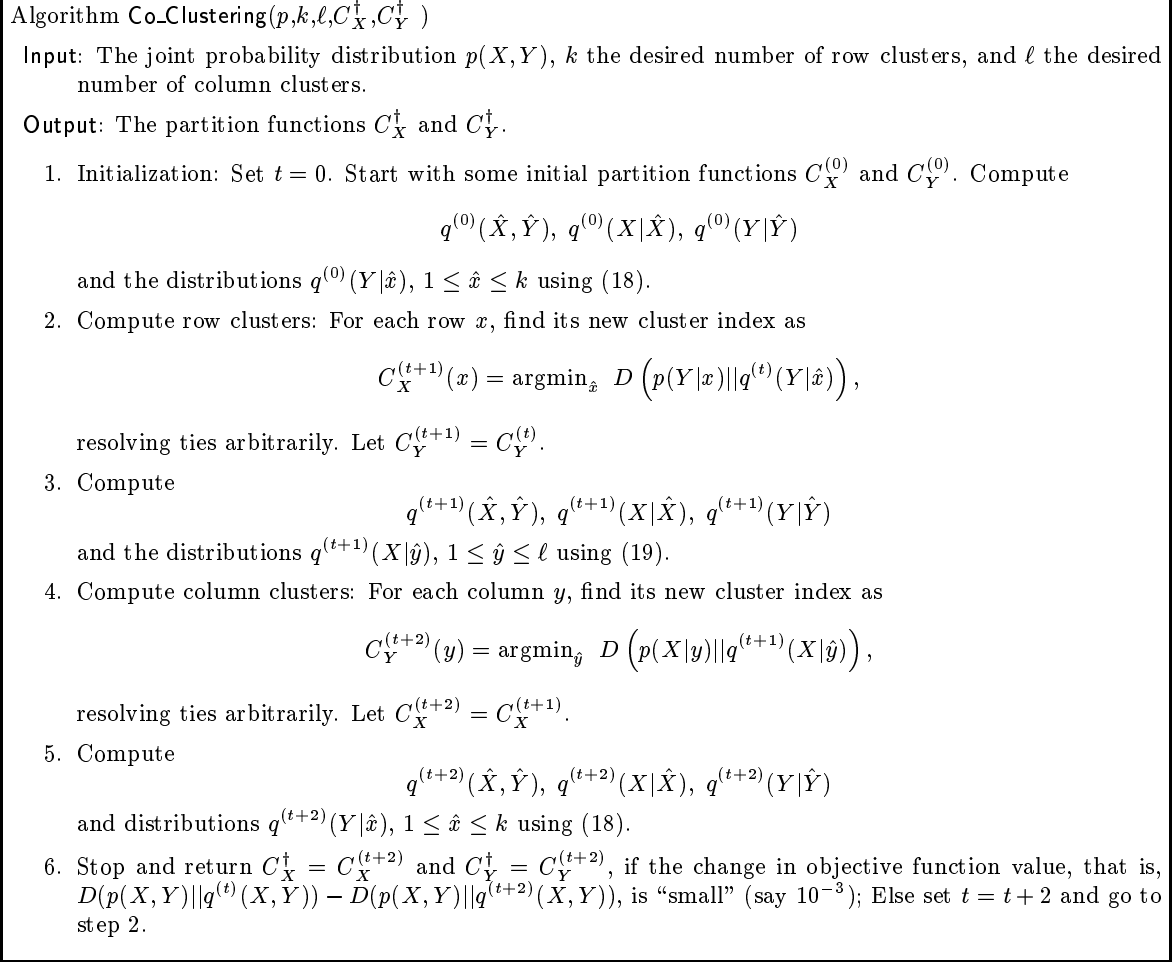 Algorithm Co_Clustering(p,k,ℓ,C_X^†,C_Y^† )
Input: The joint probability distribution p(X, Y), k the desired number of row clusters, and ℓ the desired
number of column clusters.
Output: The partition functions C_X^† and C_Y^†.
1. Initialization: Set t = 0. Start with some initial partition functions C_X^{(0)} and C_Y^{(0)}. Compute
q^{(0)}(X̂, Ŷ), q^{(0)}(X|X̂), q^{(0)}(Y|Ŷ)
and the distributions q^{(0)}(Y|x̂), 1 ≤ x̂ ≤ k using (18).
2. Compute row clusters: For each row x, find its new cluster index as
C_X^{(t+1)}(x) = argmin_{x̂} D (p(Y|x)||q^{(t)}(Y|x̂)),
resolving ties arbitrarily. Let C_Y^{(t+1)} = C_Y^{(t)}.
3. Compute
q^{(t+1)}(X̂, Ŷ), q^{(t+1)}(X|X̂), q^{(t+1)}(Y|Ŷ)
and the distributions q^{(t+1)}(X|ŷ), 1 ≤ ŷ ≤ ℓ using (19).
4. Compute column clusters: For each column y, find its new cluster index as
C_Y^{(t+2)}(y) = argmin_{ŷ} D (p(X|y)||q^{(t+1)}(X|ŷ)),
resolving ties arbitrarily. Let C_X^{(t+2)} = C_X^{(t+1)}.
5. Compute
q^{(t+2)}(X̂, Ŷ), q^{(t+2)}(X|X̂), q^{(t+2)}(Y|Ŷ)
and distributions q^{(t+2)}(Y|x̂), 1 ≤ x̂ ≤ k using (18).
6. Stop and return C_X^† = C_X^{(t+2)} and C_Y^† = C_Y^{(t+2)}, if the change in objective function value, that is,
D(p(X, Y)||q^{(t)}(X, Y)) − D(p(X, Y)||q^{(t+2)}(X, Y)), is “small” (say 10^{−3}); Else set t = t + 2 and go to
step 2.